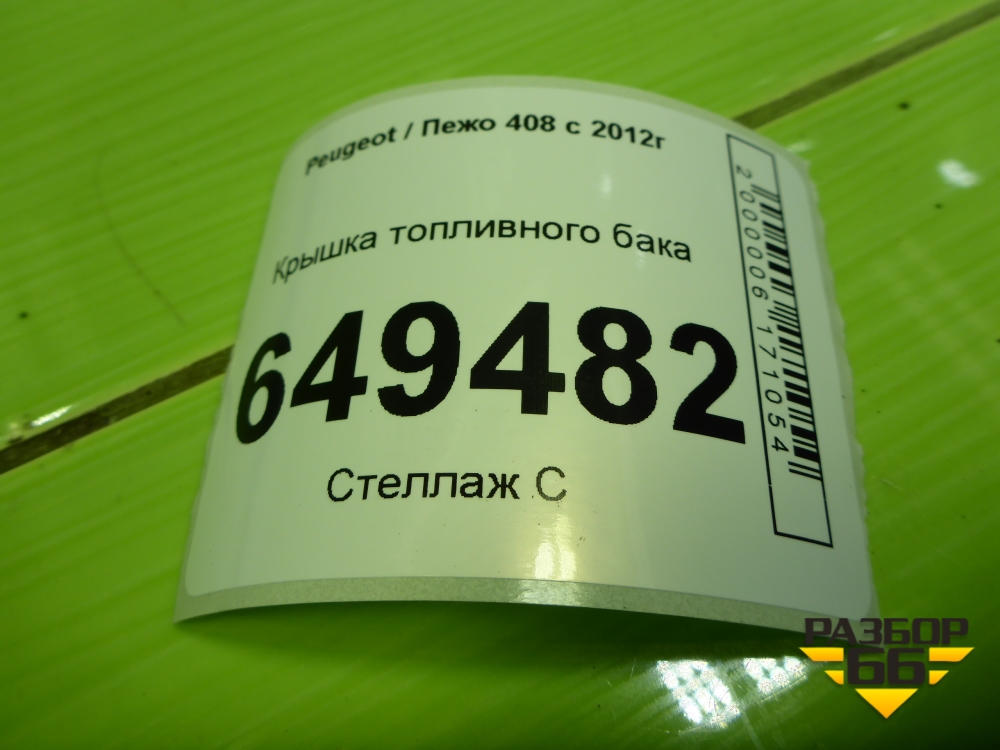 Peugeot / Пежо 408 с 2012г
Крышка топливного бака
649482
Стеллаж С
2000006171054
РАЗБОР
66